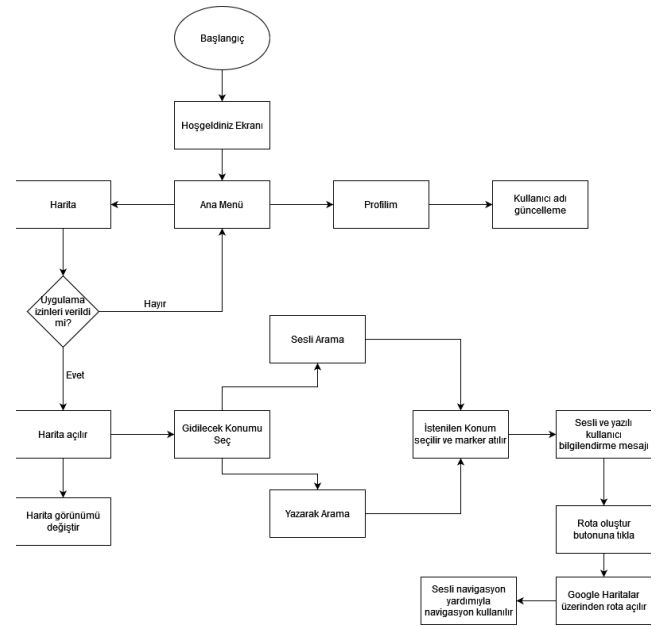 Başlangıç
Hoşgeldiniz Ekranı
Harita
Ana Menü
Profilim
Kullanıcı adı
güncelleme
Uygulama
izinleri verildi
mi?
Hayır
Evet
Sesli Arama
Harita açılır
Gidilecek Konumu
Seç
İstenilen Konum
seçilir ve marker atılır
Sesli ve yazılı
kullanıcı
bilgilendirme mesajı
Harita görünümü
değiştir
Yazarak Arama
Rota oluştur
butonuna tıkla
Sesli navigasyon
yardımıyla
navigasyon kullanılır
Google Haritalar
üzerinden rota açılır